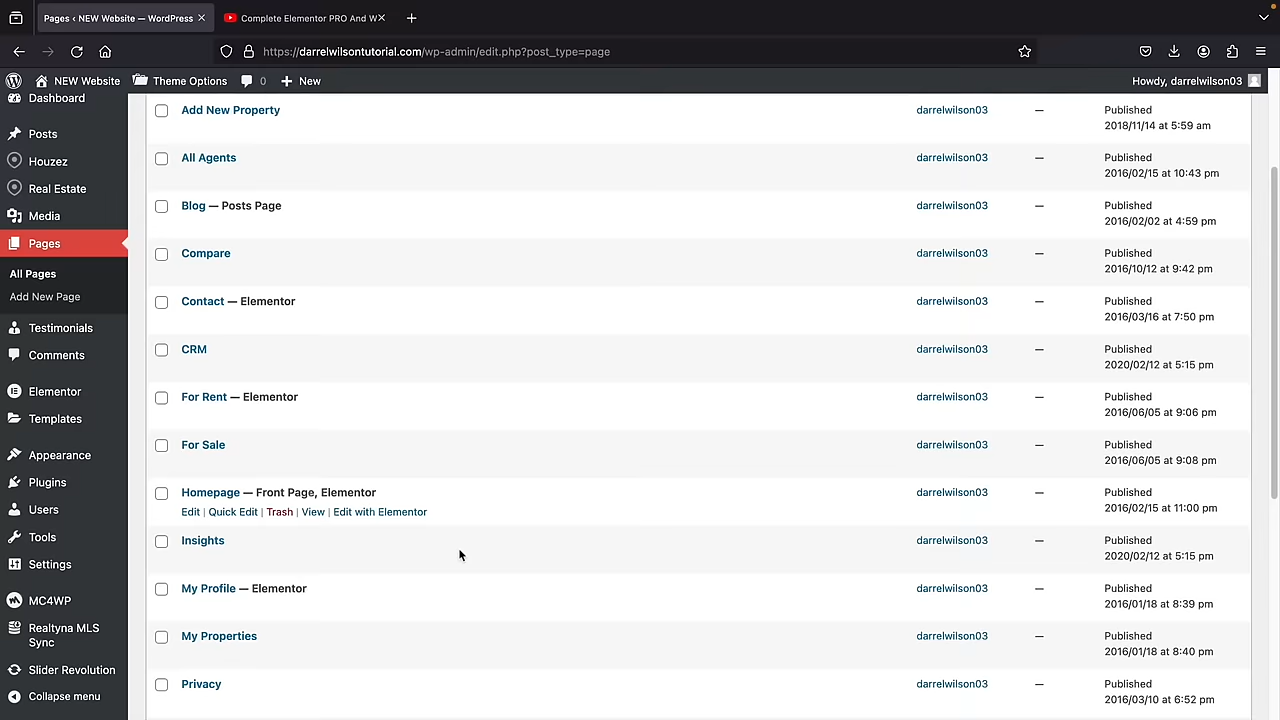 Pages ‹ NEW Website — WordPress
Complete Elementor PRO And W
https://darrelwilsontutorial.com/wp-admin/edit.php?post_type=page
NEW Website
Theme Options
0
New
Howdy, darrelwilson03
Dashboard
Posts
Houzez
Real Estate
Media
Pages
All Pages
Add New Page
Testimonials
Comments
Elementor
Templates
Appearance
Plugins
Users
Tools
Settings
MC4WP
Realtyna MLS
Sync
Slider Revolution
Collapse menu
Add New Property darrelwilson03 — Published
2018/11/14 at 5:59 am
All Agents darrelwilson03 — Published
2016/02/15 at 10:43 pm
Blog — Posts Page darrelwilson03 — Published
2016/02/02 at 4:59 pm
Compare darrelwilson03 — Published
2016/10/12 at 9:42 pm
Contact — Elementor darrelwilson03 — Published
2016/03/16 at 7:50 pm
CRM darrelwilson03 — Published
2020/02/12 at 5:15 pm
For Rent — Elementor darrelwilson03 — Published
2016/06/05 at 9:06 pm
For Sale darrelwilson03 — Published
2016/06/05 at 9:08 pm
Homepage — Front Page, Elementor darrelwilson03 — Published
Edit | Quick Edit | Trash | View | Edit with Elementor 2016/02/15 at 11:00 pm
Insights darrelwilson03 — Published
2020/02/12 at 5:15 pm
My Profile — Elementor darrelwilson03 — Published
2016/01/18 at 8:39 pm
My Properties darrelwilson03 — Published
2016/01/18 at 8:40 pm
Privacy darrelwilson03 — Published
2016/03/10 at 6:52 pm